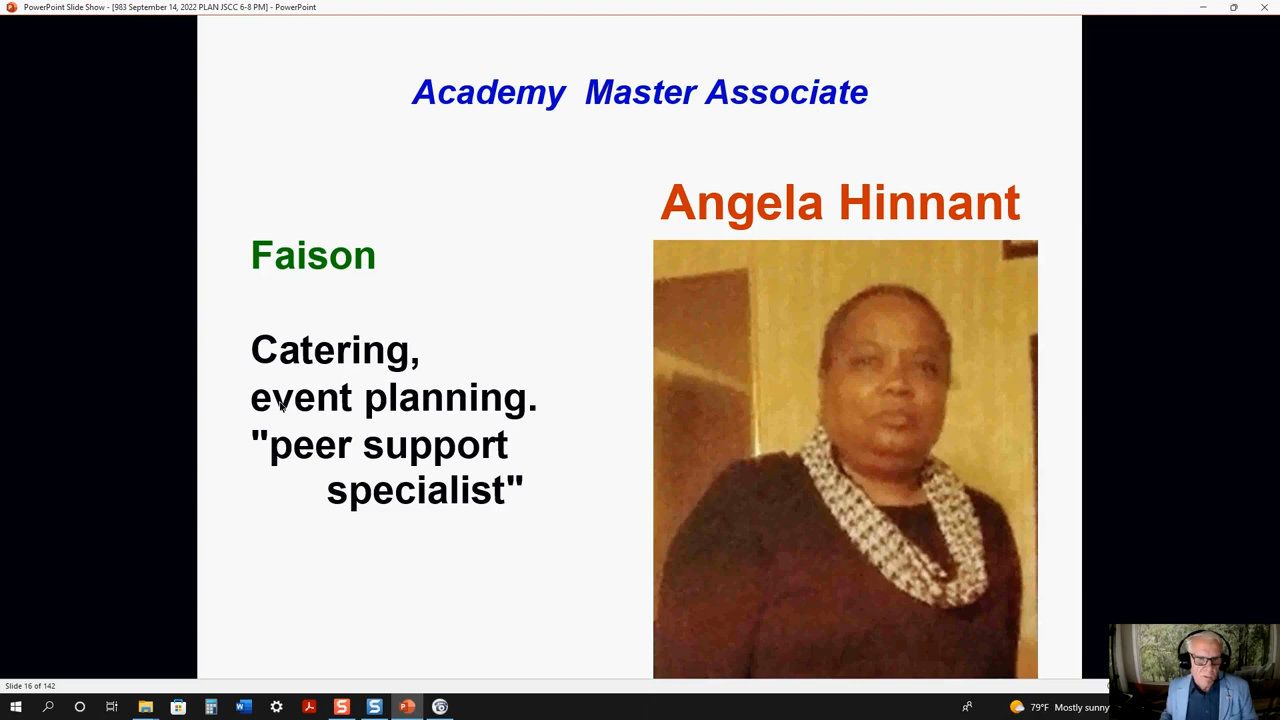 PowerPoint Slide Show - [983 September 14, 2022 PLAN JSCC 6-8 PM] - PowerPoint
Academy Master Associate
Angela Hinnant
Faison
Catering,
event planning.
"peer support
specialist"
Slide 16 of 142
79°F Mostly sunny